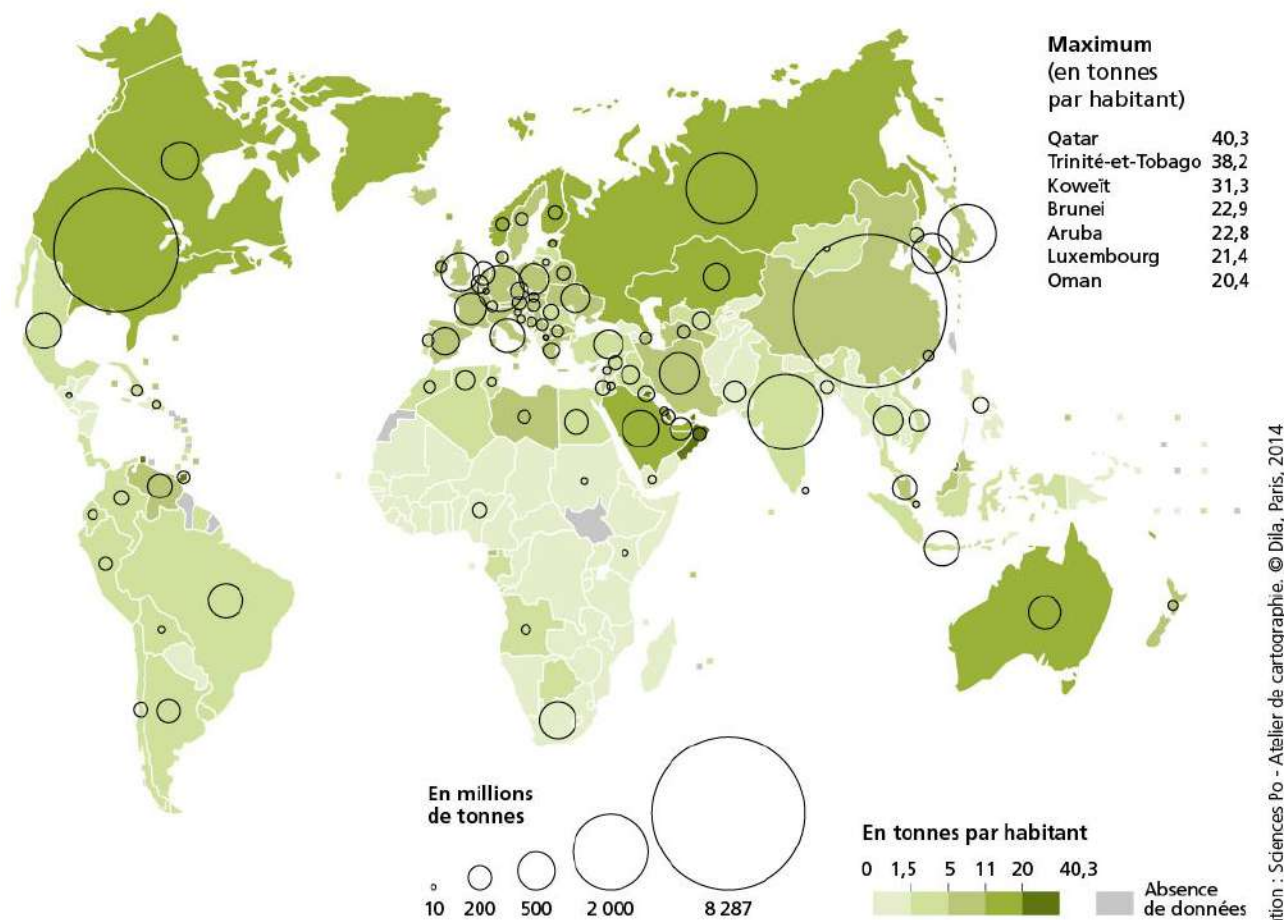 Maximum
(en tonnes
par habitant)
Qatar 40,3
Trinité-et-Tobago 38,2
Koweït 31,3
Brunei 22,9
Aruba 22,8
Luxembourg 21,4
Oman 20,4
En millions
de tonnes
10 200 500 2 000 8 287
En tonnes par habitant
0 1,5 5 11 20 40,3
Absence
de données
: Sciences Po - Atelier de cartographie. © Dila, Paris, 2014